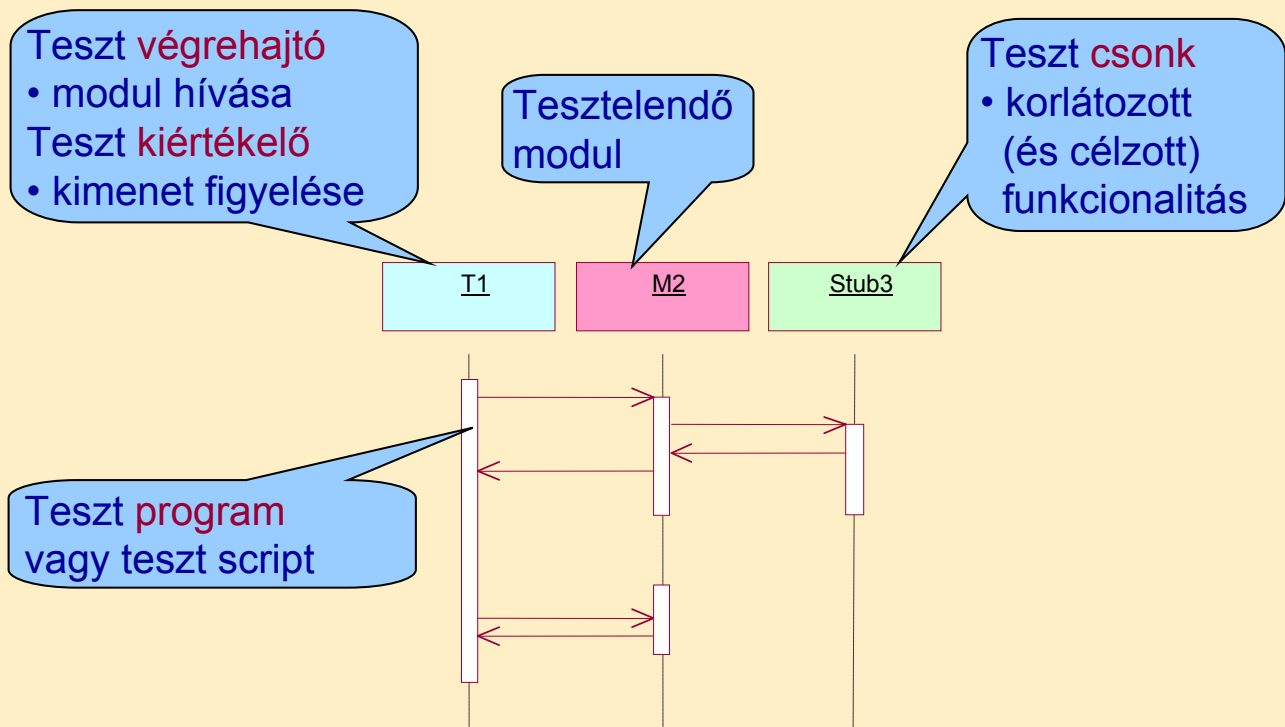 Teszt végrehajtó
• modul hívása
Teszt kiértékelő
• kimenet figyelése
Tesztelendő
modul
Teszt csonk
• korlátozott
(és célzott)
funkcionalitás
T1
M2
Stub3
Teszt program
vagy teszt script